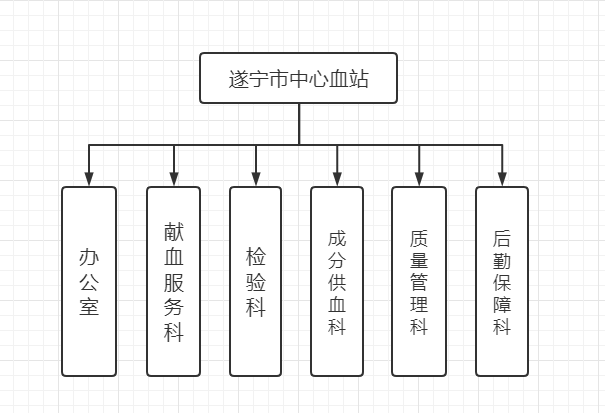 遂宁市中心血站
办公室
献血服务科
检验科
成分供血科
质量管理科
后勤保障科